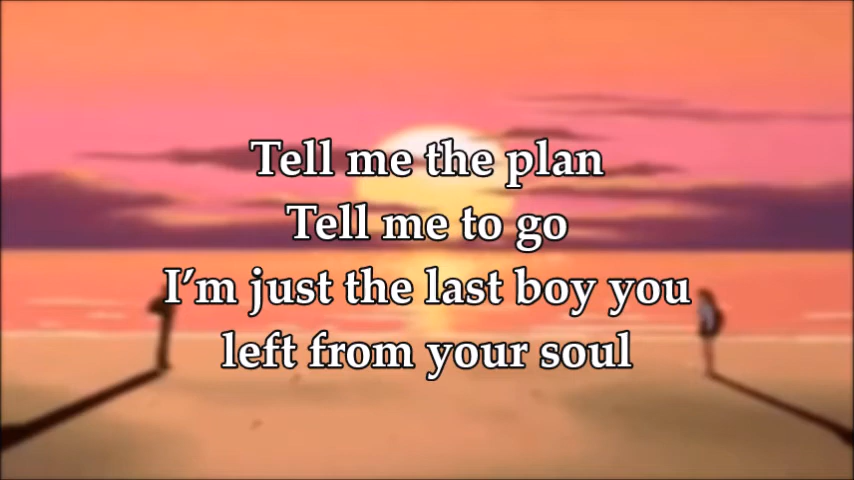 Tell me the plan
Tell me to go
I'm just the last boy you
left from your soul